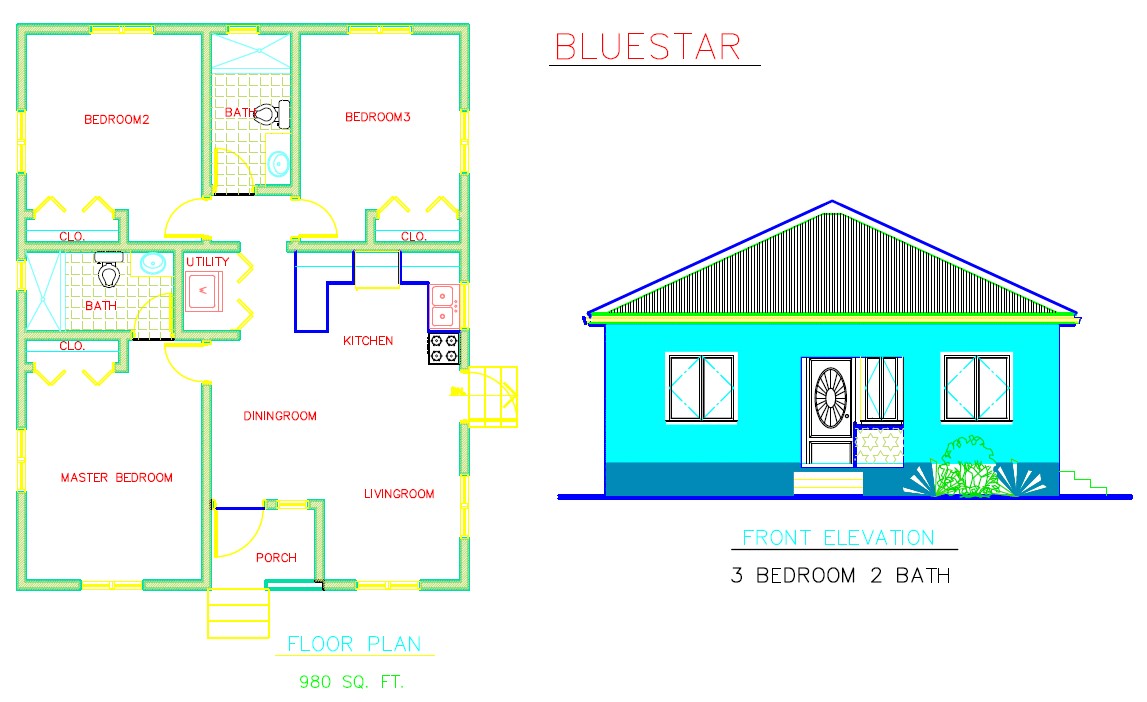 BLUESTAR
BEDROOM2
BATH
BEDROOM3
CLO.
CLO.
UTILITY
BATH
KITCHEN
CLO.
DININGROOM
MASTER BEDROOM
LIVINGROOM
PORCH
FLOOR PLAN
980 SQ. FT.
FRONT ELEVATION
3 BEDROOM 2 BATH